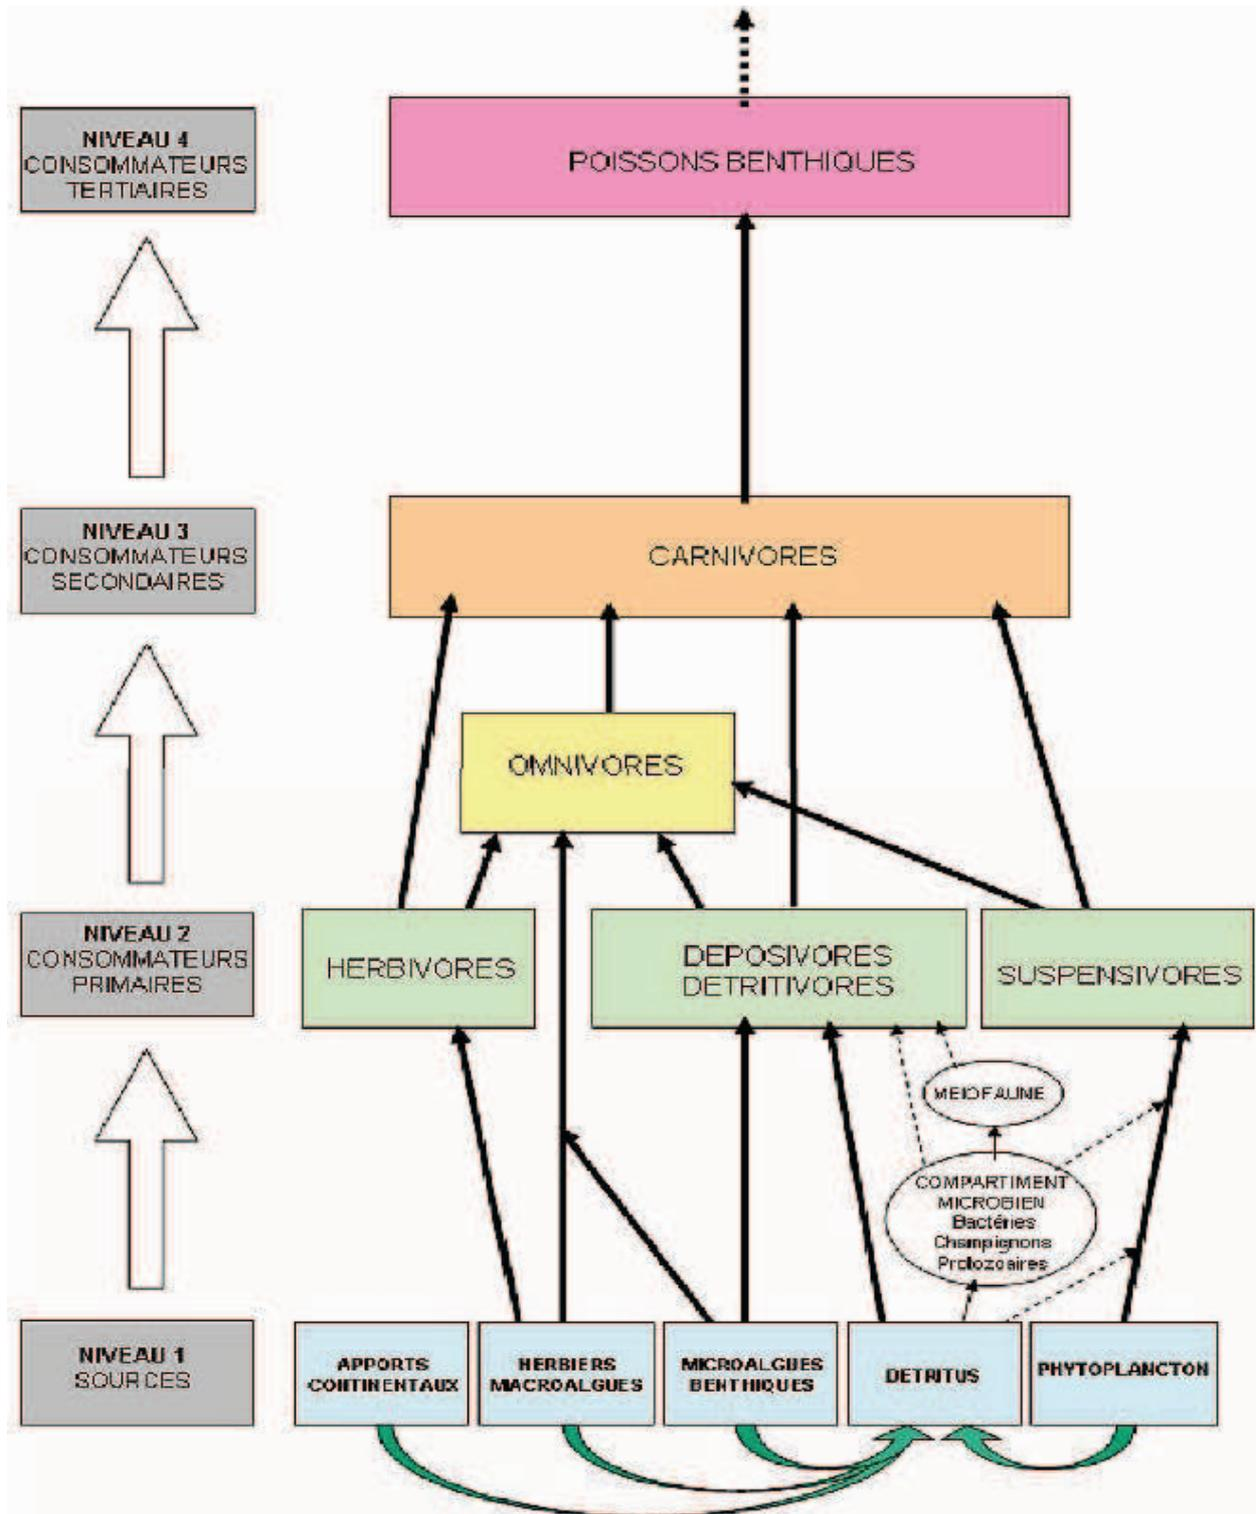 NIVEAU 4
CONSOMMATEURS
TERTIAIRES
POISSONS BENTHIQUES
NIVEAU 3
CONSOMMATEURS
SECONDAIRES
CARNIVORES
OMNIVORES
NIVEAU 2
CONSOMMATEURS
PRIMAIRES
HERBIVORES
DEPOSIVORES
DETRITIVORES
SUSPENSIVORES
MEIOFAUNE
COMPARTIMENT
MICROBIEN
Bactéries
Champignons
Protozoaires
NIVEAU 1
SOURCES
APPORTS
CONTINENTAUX
HERBIERS
MACROALGUES
MICROALGUES
BENTHIQUES
DETRITUS
PHYTOPLANCTON